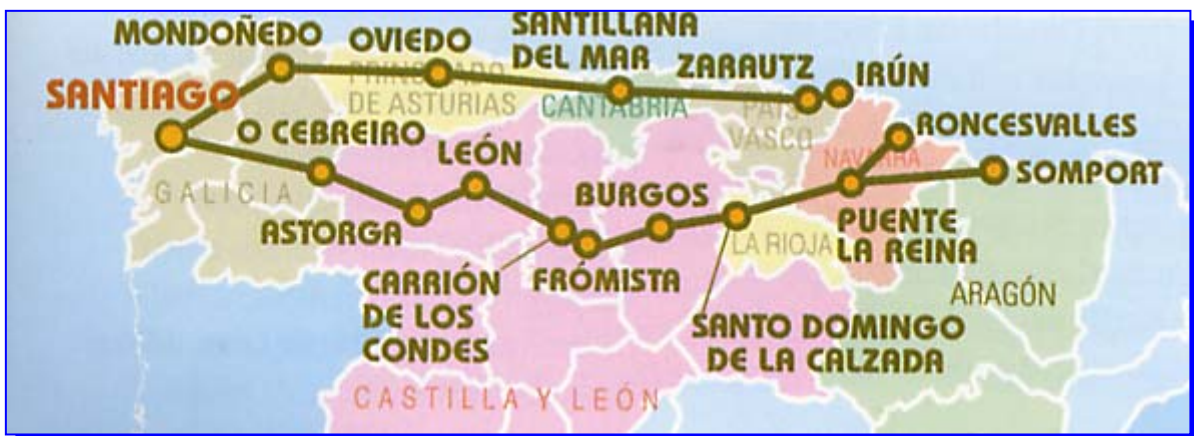 MONDOÑEDO
OVIEDO
SANTILLANA
DEL MAR
ZARAUTZ
IRÚN
SANTIAGO
PRINCIPADO
DE ASTURIAS
CANTABRIA
PAÍS
VASCO
O CEBREIRO
LEÓN
RONCESVALLES
NAVARRA
SOMPORT
GALICIA
BURGOS
ASTORGA
PUENTE
LA REINA
LA RIOJA
CARRIÓN
DE LOS
CONDES
FRÓMISTA
ARAGÓN
SANTO DOMINGO
DE LA CALZADA
CASTILLA Y LEÓN